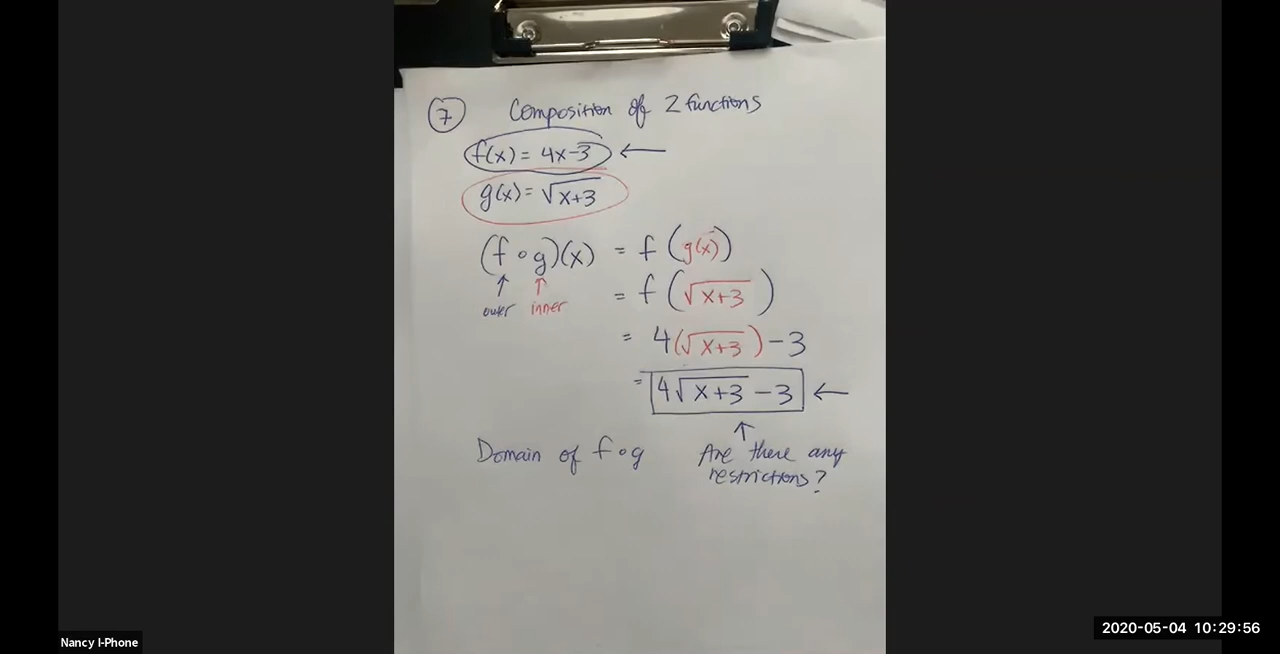 7 Composition of 2 functions
f(x) = 4x-3 ←
g(x) = √x+3
(f∘g)(x) = f(g(x))
↑ outer ↑ inner = f(√x+3)
= 4(√x+3)-3
= 4√x+3 -3 ←
Domain of f∘g ↑ Are there any
restrictions?
Nancy I-Phone
2020-05-04 10:29:56